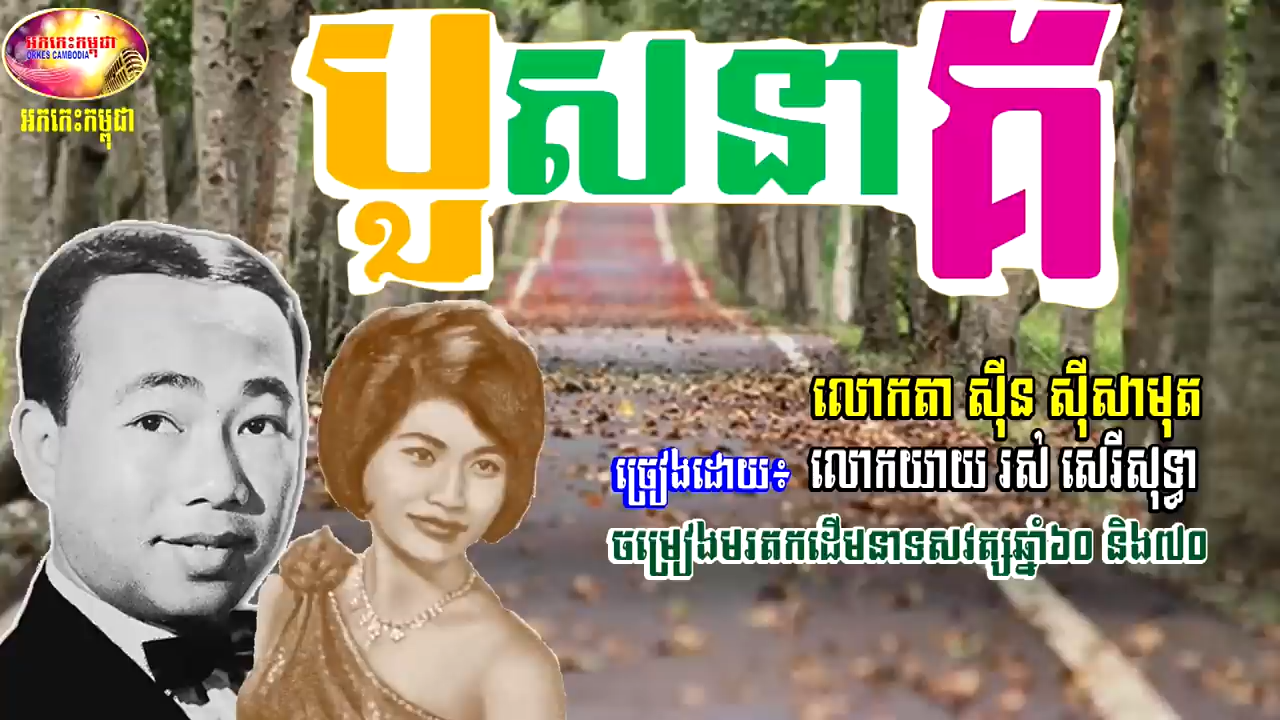 អកកេះកម្ពុជា
ORKES CAMBODIA
អកកេះកម្ពុជា
បួសនាគ
លោកតា ស៊ីន ស៊ីសាមុត
ច្រៀងដោយ៖ លោកយាយ រស់ សេរីសុទ្ធា
ចម្រៀងមរតកដើមនាទសវត្សឆ្នាំ៦០ និង៧០